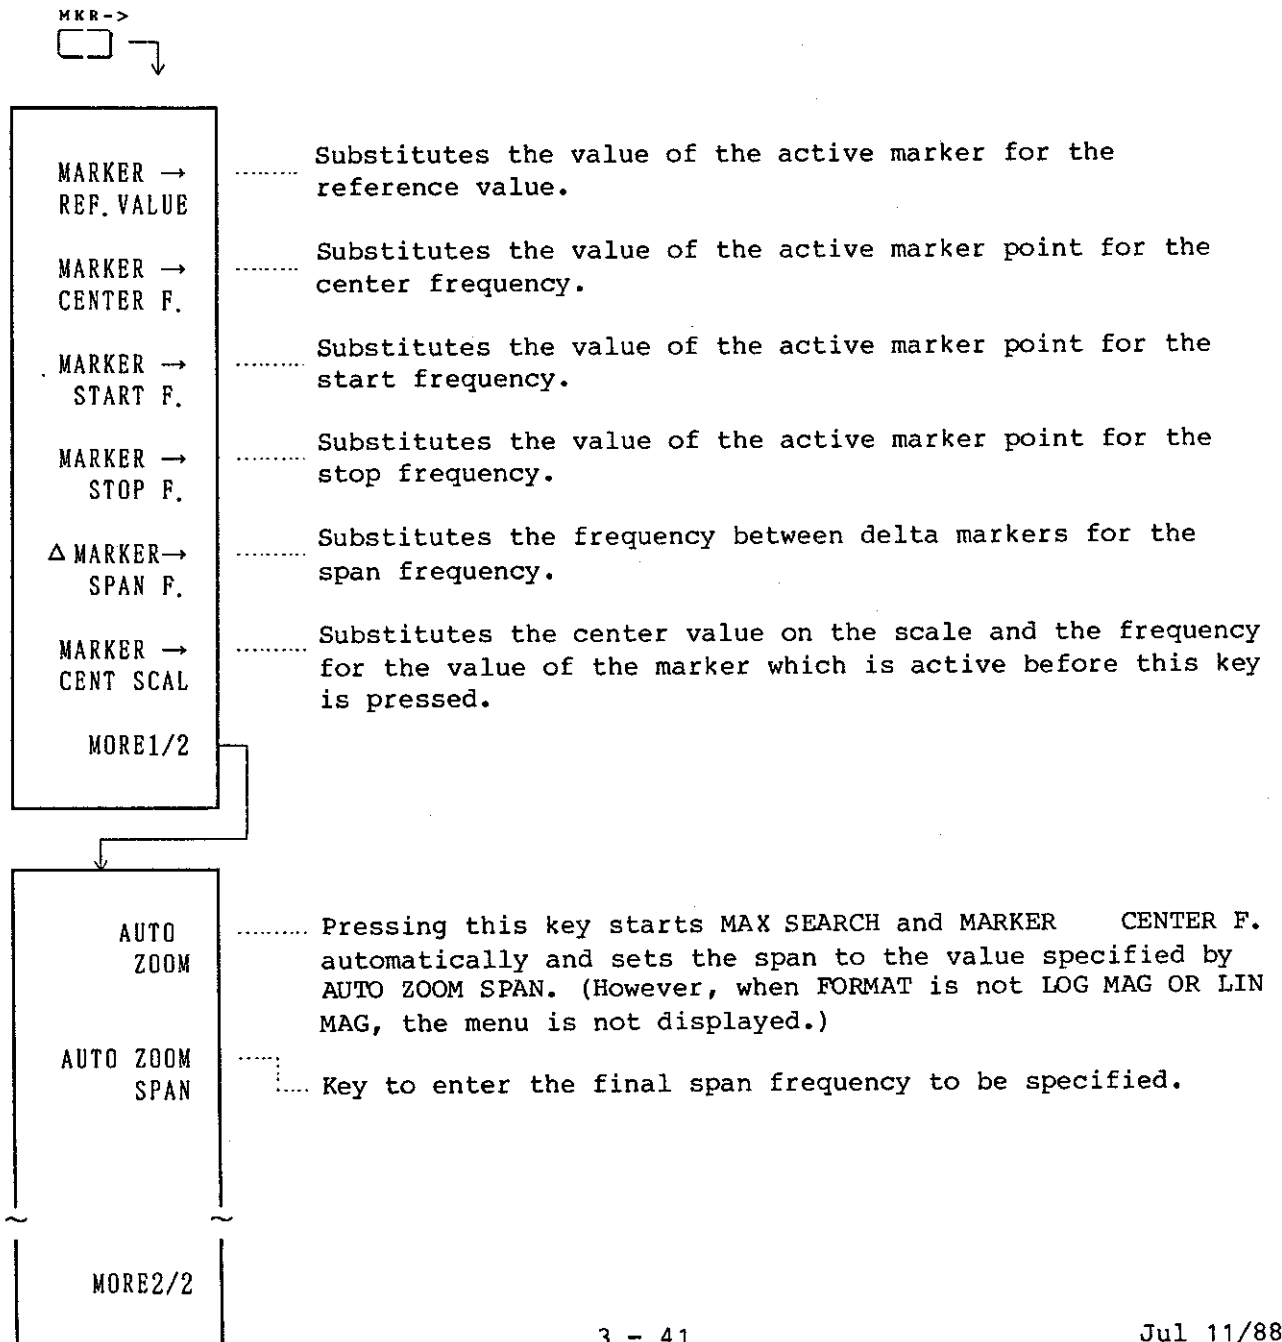 MKR->
MARKER → Substitutes the value of the active marker for the
REF. VALUE reference value.
MARKER → Substitutes the value of the active marker point for the
CENTER F. center frequency.
MARKER → Substitutes the value of the active marker point for the
START F. start frequency.
MARKER → Substitutes the value of the active marker point for the
STOP F. stop frequency.
△ MARKER→ Substitutes the frequency between delta markers for the
SPAN F. span frequency.
MARKER → Substitutes the center value on the scale and the frequency
CENT SCAL for the value of the marker which is active before this key
is pressed.
MORE1/2
AUTO Pressing this key starts MAX SEARCH and MARKER CENTER F.
ZOOM automatically and sets the span to the value specified by
AUTO ZOOM SPAN. (However, when FORMAT is not LOG MAG OR LIN
MAG, the menu is not displayed.)
AUTO ZOOM
SPAN Key to enter the final span frequency to be specified.
MORE2/2
3 - 41 Jul 11/88